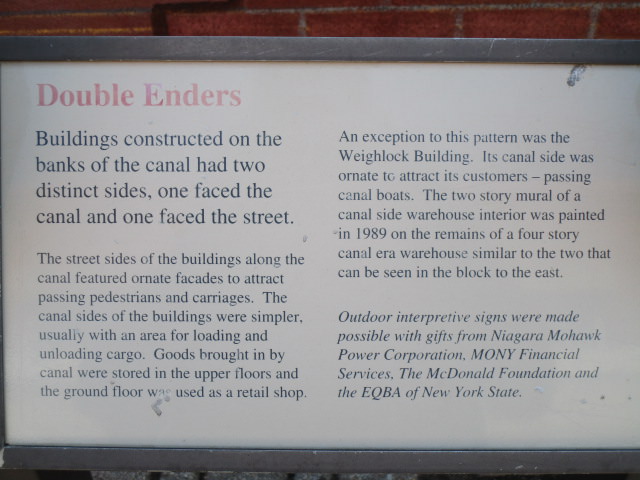 Double Enders
Buildings constructed on the
banks of the canal had two
distinct sides, one faced the
canal and one faced the street.
The street sides of the buildings along the
canal featured ornate facades to attract
passing pedestrians and carriages. The
canal sides of the buildings were simpler,
usually with an area for loading and
unloading cargo. Goods brought in by
canal were stored in the upper floors and
the ground floor was used as a retail shop.
An exception to this pattern was the
Weighlock Building. Its canal side was
ornate to attract its customers – passing
canal boats. The two story mural of a
canal side warehouse interior was painted
in 1989 on the remains of a four story
canal era warehouse similar to the two that
can be seen in the block to the east.
Outdoor interpretive signs were made
possible with gifts from Niagara Mohawk
Power Corporation, MONY Financial
Services, The McDonald Foundation and
the EQBA of New York State.